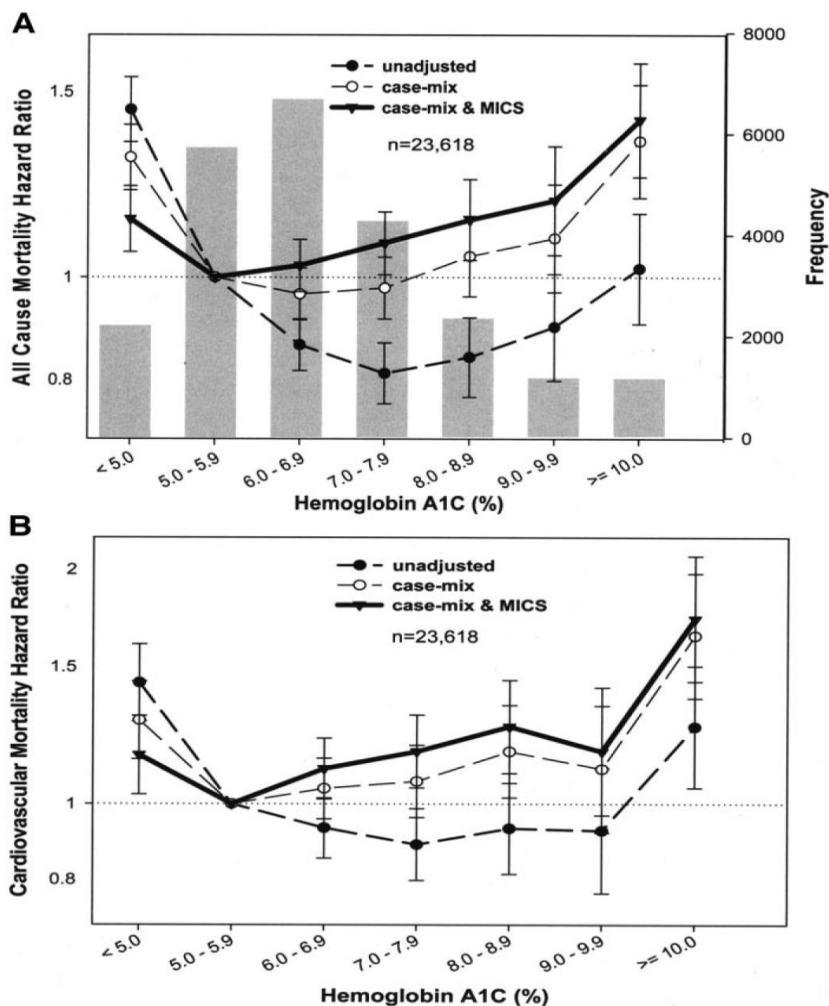 A
All Cause Mortality Hazard Ratio
1.5
1
0.8
unadjusted
case-mix
case-mix & MICS
n=23,618
8000
6000
4000
2000
0
Frequency
< 5.0
5.0 - 5.9
6.0 - 6.9
7.0 - 7.9
8.0 - 8.9
9.0 - 9.9
>= 10.0
Hemoglobin A1C (%)
B
Cardiovascular Mortality Hazard Ratio
2
1.5
1
0.8
unadjusted
case-mix
case-mix & MICS
n=23,618
< 5.0
5.0 - 5.9
6.0 - 6.9
7.0 - 7.9
8.0 - 8.9
9.0 - 9.9
>= 10.0
Hemoglobin A1C (%)